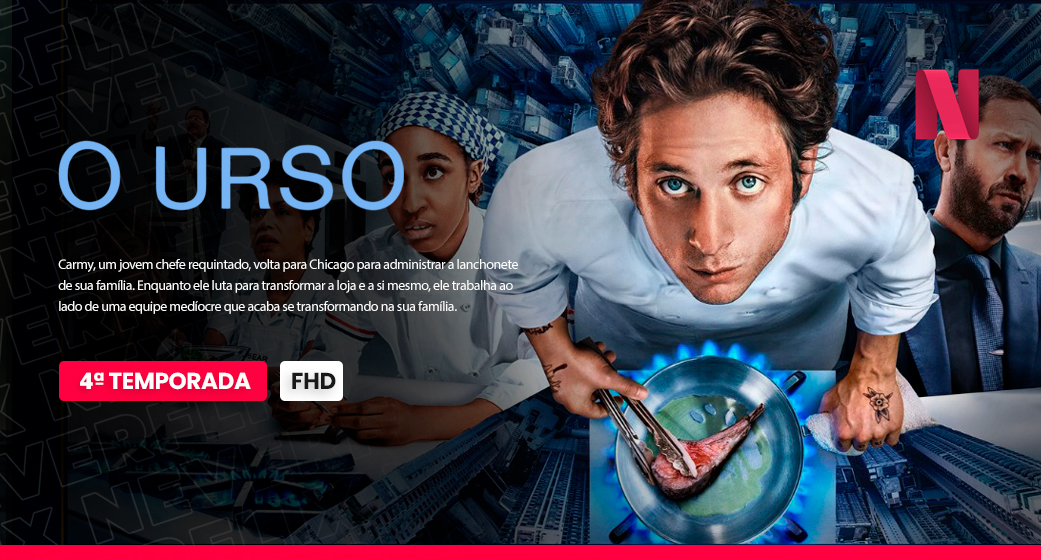 O URSO
Carmy, um jovem chefe requintado, volta para Chicago para administrar a lanchonete
de sua família. Enquanto ele luta para transformar a loja e a si mesmo, ele trabalha ao
lado de uma equipe medíocre que acaba se transformando na sua família.
4ª TEMPORADA
FHD
N